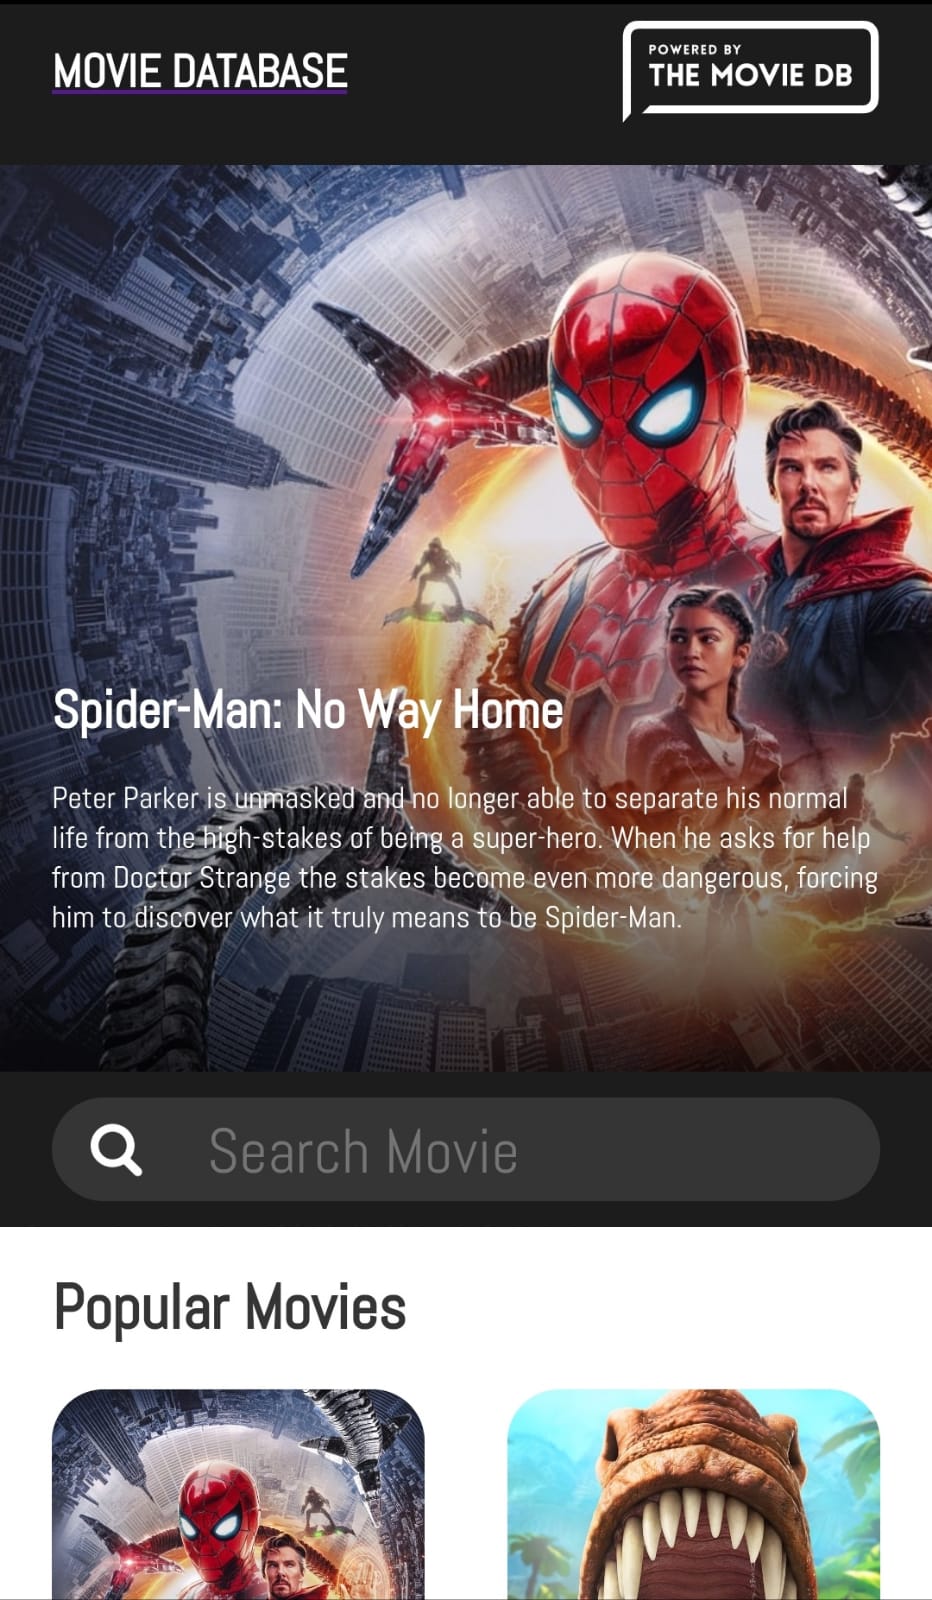 MOVIE DATABASE
POWERED BY
THE MOVIE DB
Spider-Man: No Way Home
Peter Parker is unmasked and no longer able to separate his normal
life from the high-stakes of being a super-hero. When he asks for help
from Doctor Strange the stakes become even more dangerous, forcing
him to discover what it truly means to be Spider-Man.
Search Movie
Popular Movies